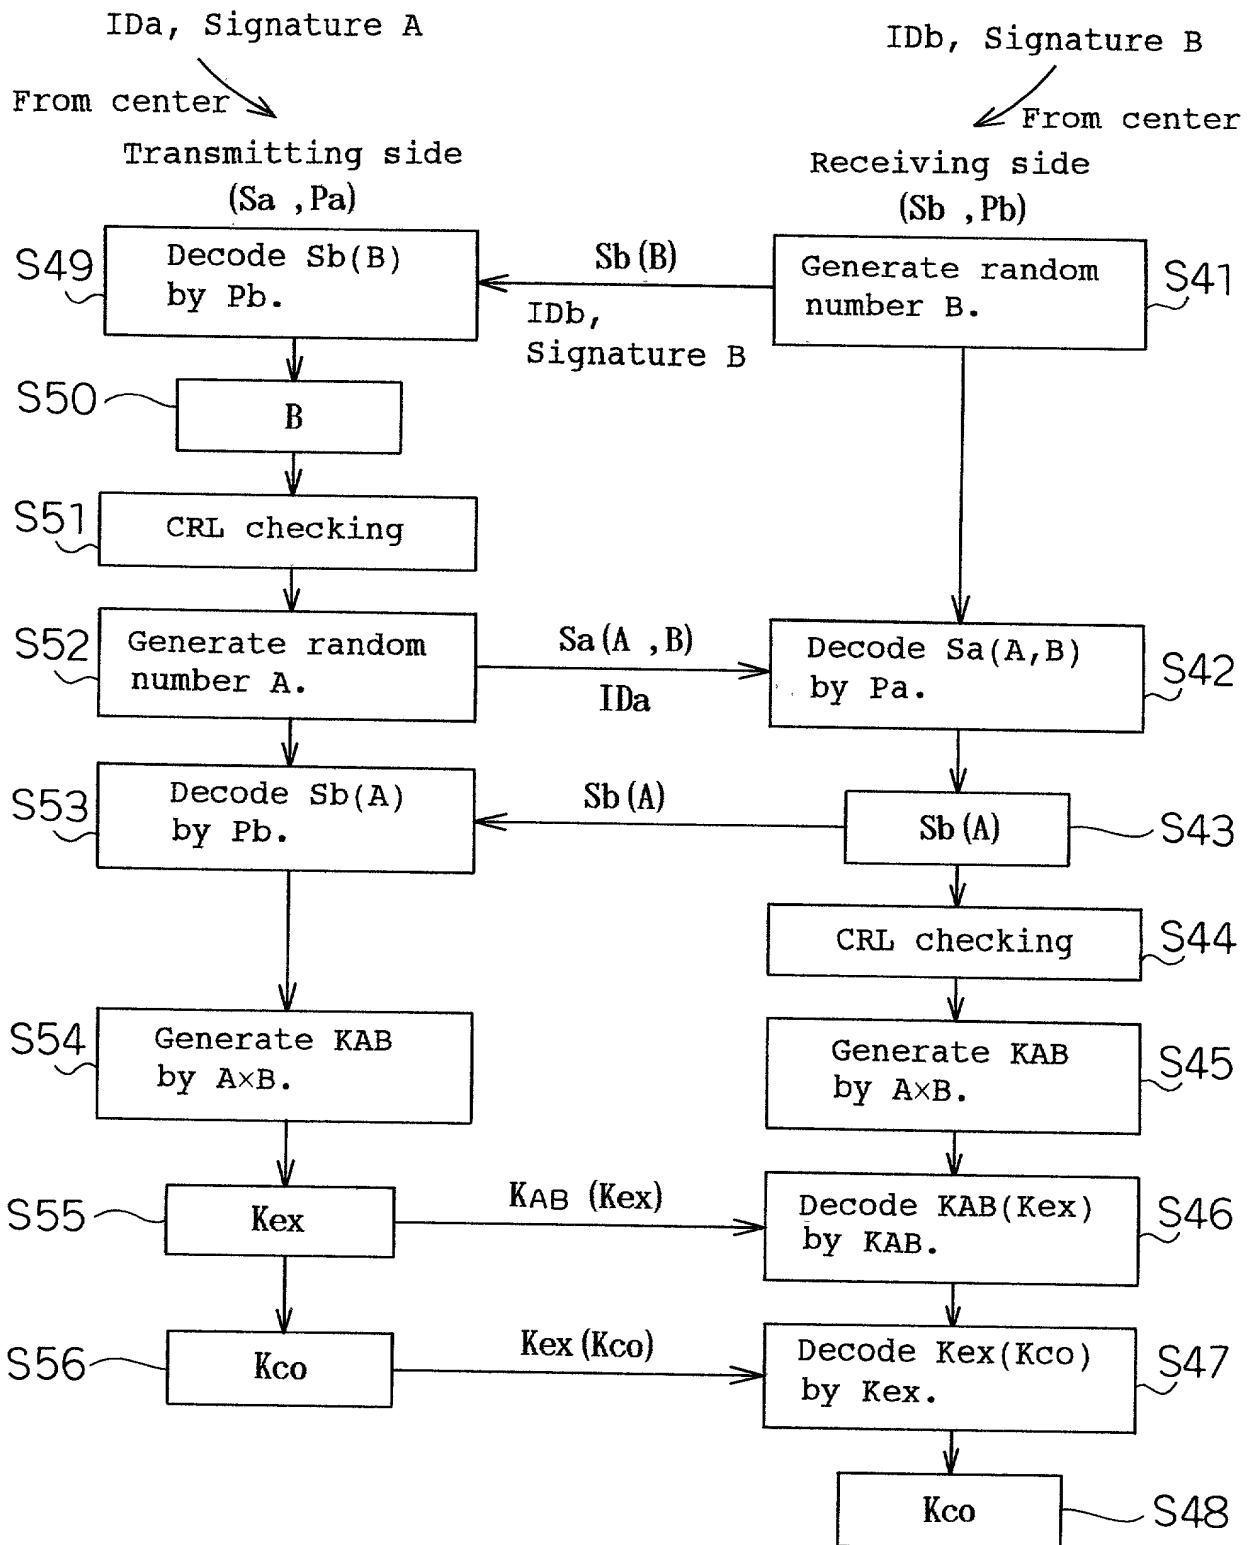 IDa, Signature A
IDb, Signature B
From center
From center
Transmitting side
(Sa ,Pa)
Receiving side
(Sb ,Pb)
S49
Decode Sb(B)
by Pb.
Sb(B)
IDb,
Signature B
Generate random
number B.
S41
S50
B
S51
CRL checking
S52
Generate random
number A.
Sa(A ,B)
IDa
Decode Sa(A,B)
by Pa.
S42
S53
Decode Sb(A)
by Pb.
Sb(A)
Sb(A)
S43
CRL checking
S44
S54
Generate KAB
by A×B.
Generate KAB
by A×B.
S45
S55
Kex
KAB (Kex)
Decode KAB(Kex)
by KAB.
S46
S56
Kco
Kex(Kco)
Decode Kex(Kco)
by Kex.
S47
Kco
S48